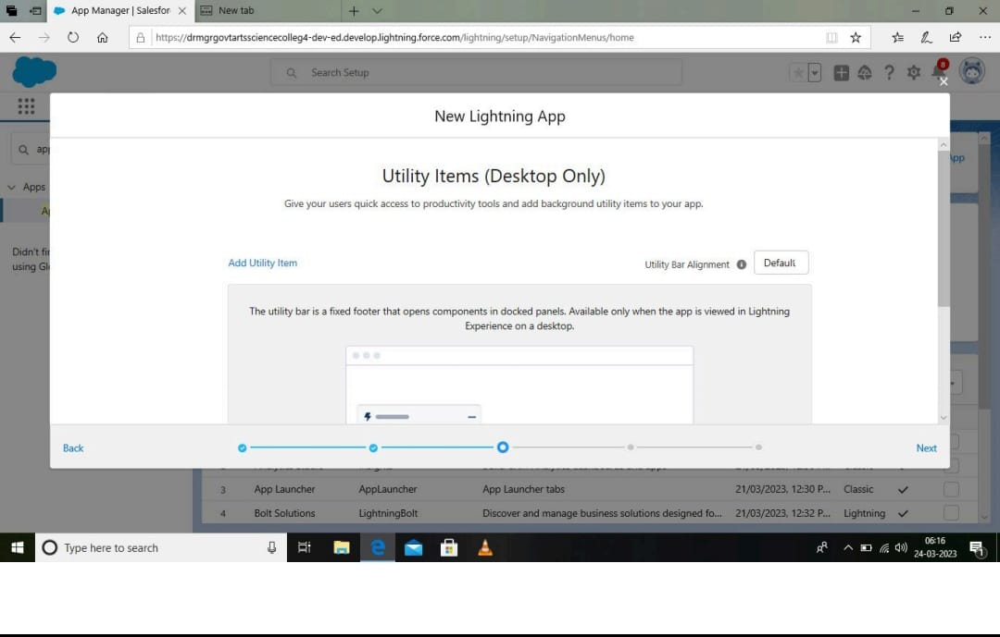 App Manager | Salesfor
New tab
https://drmgrgovtartssciencecolleg4-dev-ed.develop.lightning.force.com/lightning/setup/NavigationMenus/home
Search Setup
8
New Lightning App
app
App
Utility Items (Desktop Only)
Apps
Give your users quick access to productivity tools and add background utility items to your app.
Didn't fin
using Glo
Add Utility Item
Utility Bar Alignment
Default
The utility bar is a fixed footer that opens components in docked panels. Available only when the app is viewed in Lightning
Experience on a desktop.
Back
Next
3 App Launcher AppLauncher App Launcher tabs 21/03/2023, 12:30 P... Classic
4 Bolt Solutions LightningBolt Discover and manage business solutions designed fo... 21/03/2023, 12:32 P... Lightning
Type here to search
06:16
24-03-2023
1